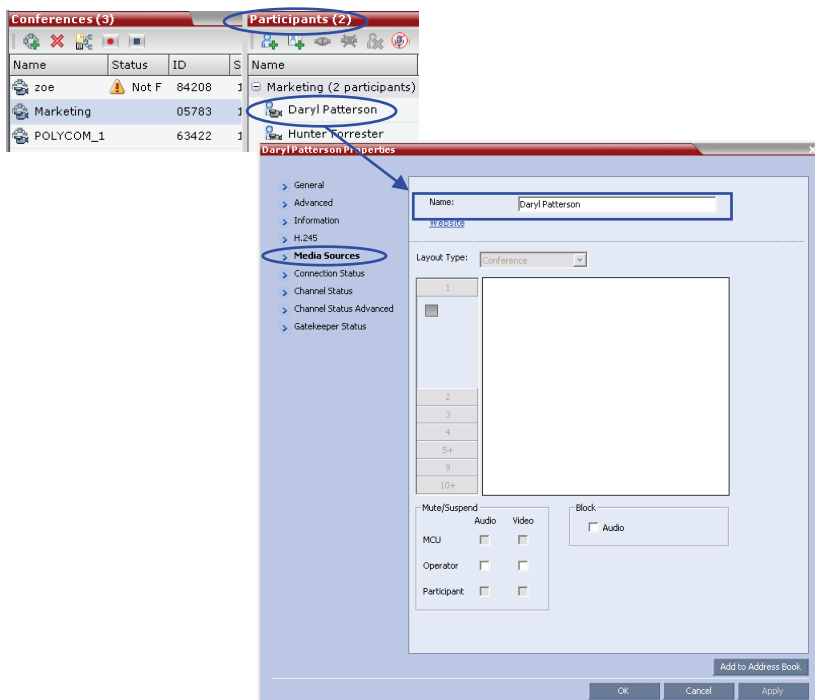 Conferences (3)
Name Status ID S
zoe Not F 84208 1
Marketing 05783 1
POLYCOM_1 63422 1
Participants (2)
Name
Marketing (2 participants)
Daryl Patterson
Hunter Forrester
Daryl Patterson Properties
General
Advanced
Information
H.245
Media Sources
Connection Status
Channel Status
Channel Status Advanced
Gatekeeper Status
Name: Daryl Patterson
Website
Layout Type: Conference
1
2
3
4
5+
9
10+
Mute/Suspend
Audio Video
MCU
Operator
Participant
Block
Audio
Add to Address Book
OK Cancel Apply